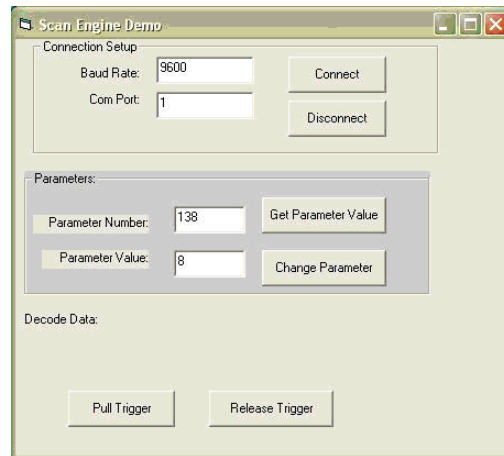 Scan Engine Demo
Connection Setup
Baud Rate: 9600 Connect
Com Port: 1
Disconnect
Parameters:
Parameter Number: 138 Get Parameter Value
Parameter Value: 8 Change Parameter
Decode Data:
Pull Trigger Release Trigger